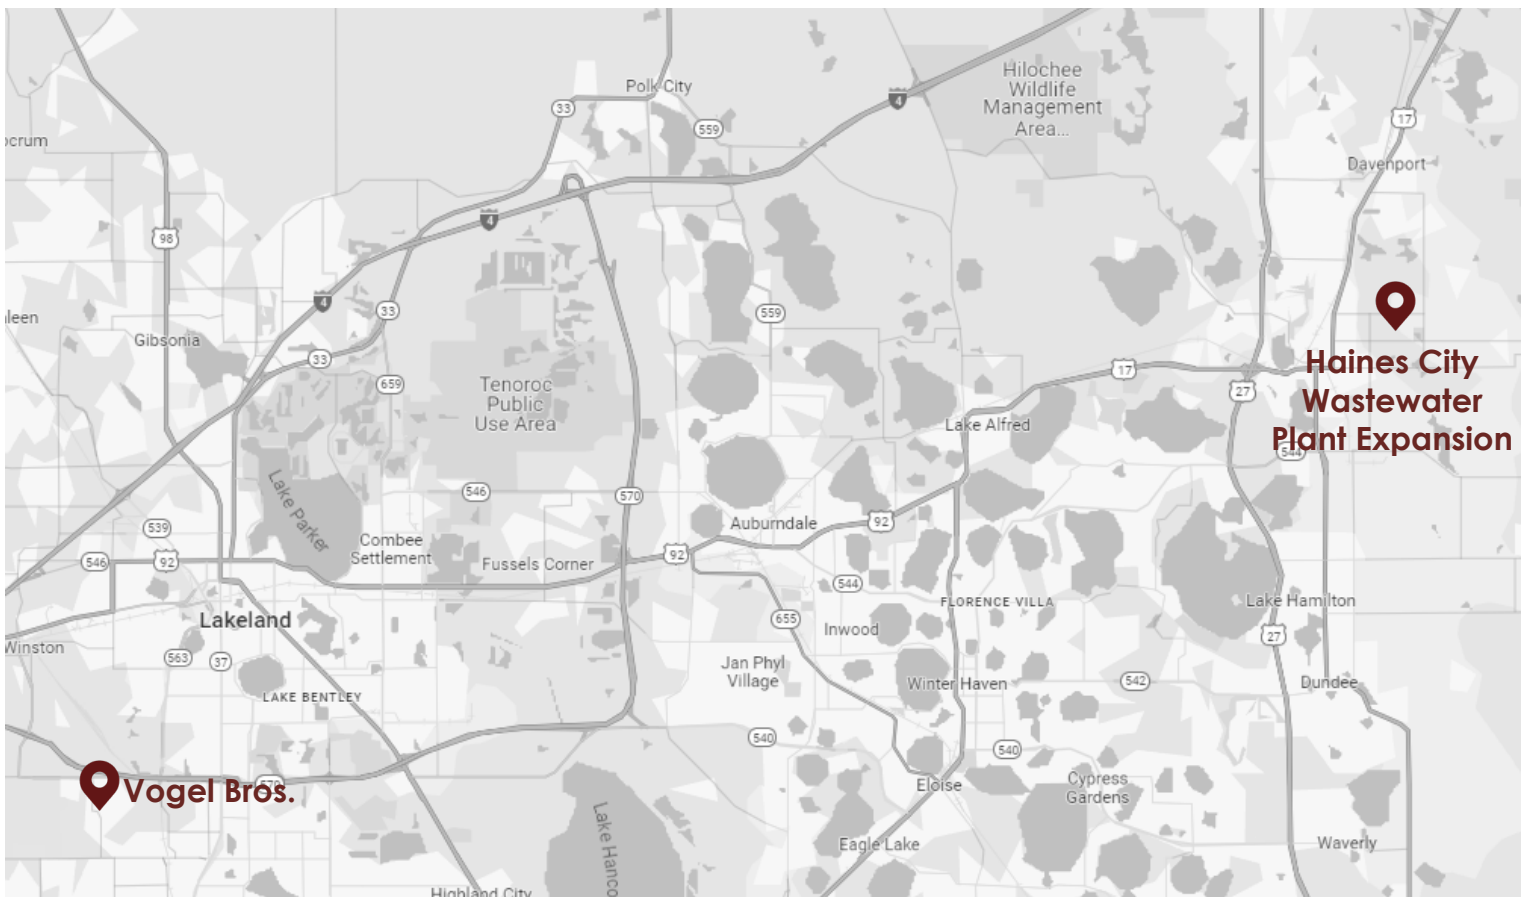 Polk City
Hilochee
Wildlife
Management
Area...
4
33
17
559
ocrum
Davenport
4
98
4
33
559
leen
Gibsonia
33
17
Haines City
Wastewater
Plant Expansion
659
Tenoroc
Public
Use Area
27
Lake Alfred
544
Lake Parker
546
570
539
Auburndale
92
Combee
Settlement
Fussels Corner
92
546
92
544
FLORENCE VILLA
Lake Hamilton
Lakeland
655
Inwood
27
Winston
563
37
Jan Phyl
Village
Winter Haven
542
Dundee
LAKE BENTLEY
540
540
Vogel Bros.
Eloise
Cypress
Gardens
Lake Hanco
Eagle Lake
Waverly
Highland City